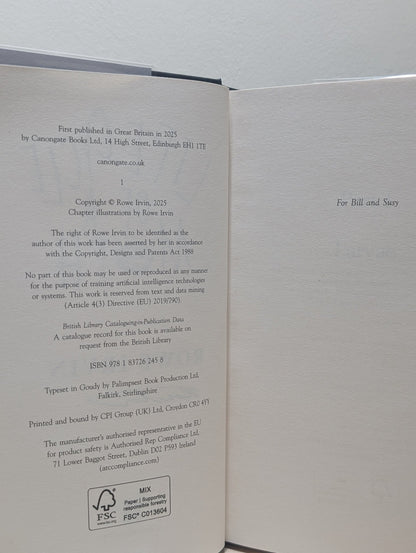 First published in Great Britain in 2025
by Canongate Books Ltd, 14 High Street, Edinburgh EH1 1TE
canongate.co.uk
1
Copyright © Rowe Irvin, 2025
Chapter illustrations by Rowe Irvin
The right of Rowe Irvin to be identified as the
author of this work has been asserted by her in accordance
with the Copyright, Designs and Patents Act 1988
No part of this book may be used or reproduced in any manner
for the purpose of training artificial intelligence technologies
or systems. This work is reserved from text and data mining
(Article 4(3) Directive (EU) 2019/790).
British Library Cataloguing-in-Publication Data
A catalogue record for this book is available on
request from the British Library
ISBN 978 1 83726 245 8
Typeset in Goudy by Palimpsest Book Production Ltd,
Falkirk, Stirlingshire
Printed and bound by CPI Group (UK) Ltd, Croydon CR0 4YY
The manufacturer's authorised representative in the EU
for product safety is Authorised Rep Compliance Ltd,
71 Lower Baggot Street, Dublin D02 P593 Ireland
(arccompliance.com)
FSC
www.fsc.org
MIX
Paper | Supporting
responsible forestry
FSC® C013604
For Bill and Susy